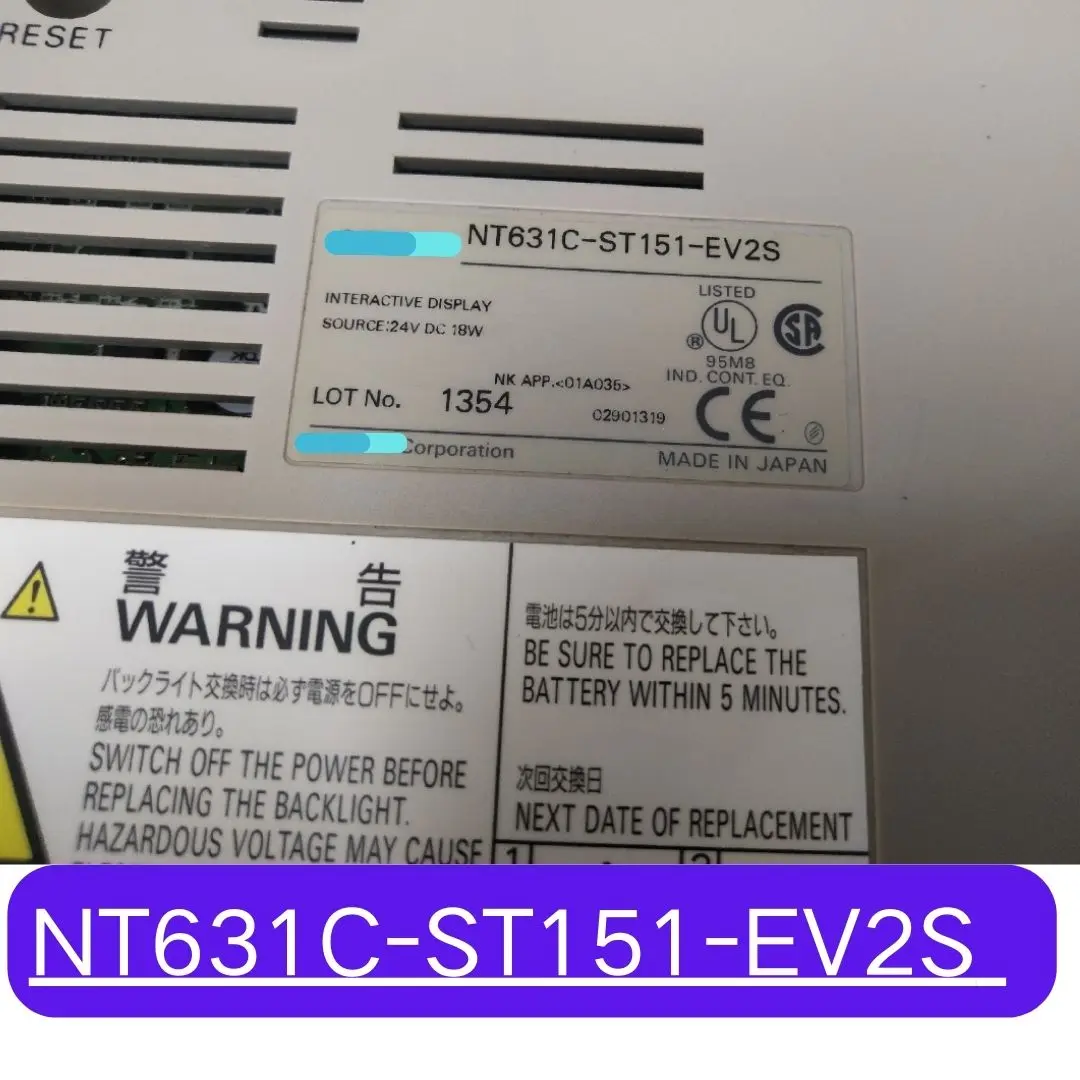 RESET
NT631C-ST151-EV2S
INTERACTIVE DISPLAY
SOURCE:24V DC 18W
LISTED
UL
®
SA
95M8
IND. CONT. EQ.
NK APP.<01A035>
LOT No. 1354
02901319
CE
Corporation
MADE IN JAPAN
警告
WARNING
バックライト交換時は必ず電源をOFFにせよ。
感電の恐れあり。
SWITCH OFF THE POWER BEFORE
REPLACING THE BACKLIGHT.
HAZARDOUS VOLTAGE MAY CAUSE
電池は5分以内で交換して下さい。
BE SURE TO REPLACE THE
BATTERY WITHIN 5 MINUTES.
次回交換日
NEXT DATE OF REPLACEMENT
1
2
NT631C-ST151-EV2S